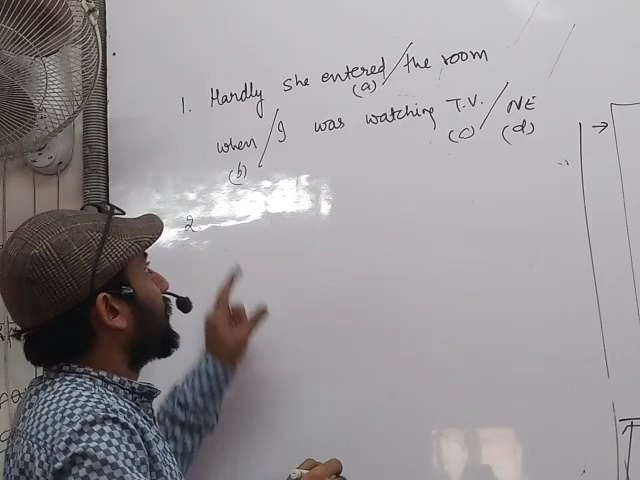 1. Hardly she entered / the room
(a)
when / I was watching T.V. / NE
(b) (c) (d)
2